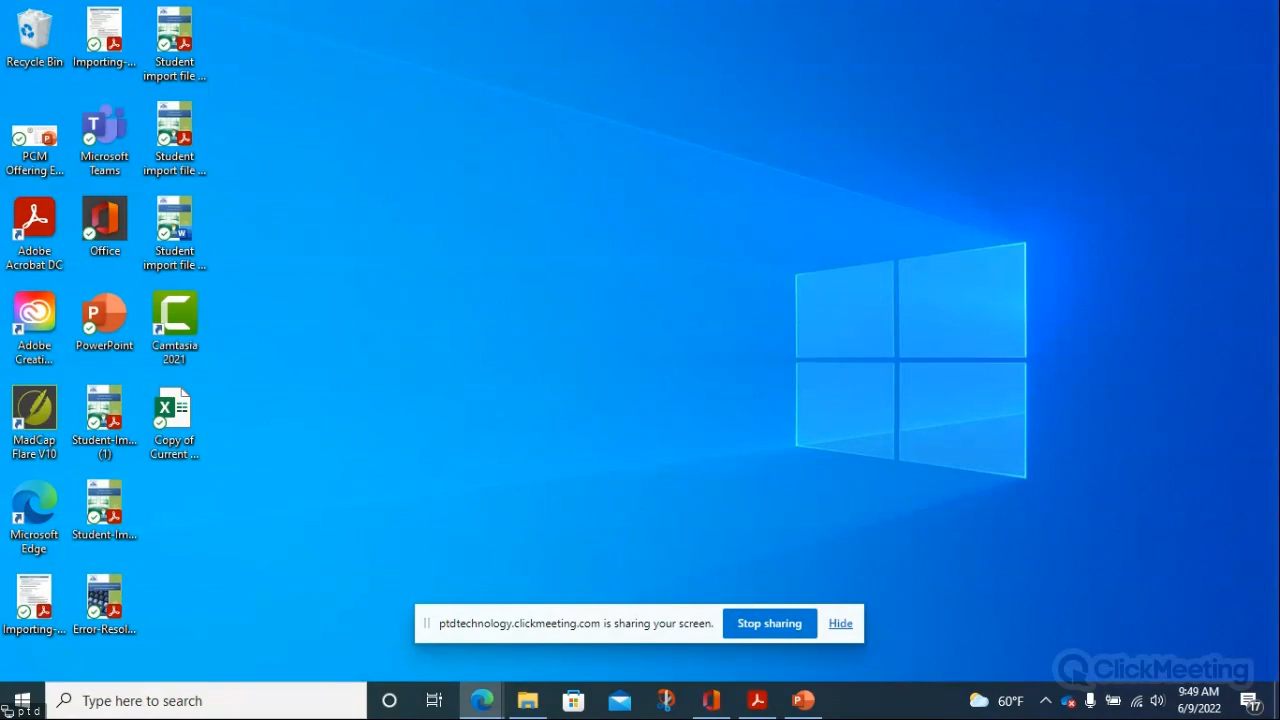 Recycle Bin
Importing-...
Student
import file ...
PCM
Offering E...
Microsoft
Teams
Student
import file ...
Adobe
Acrobat DC
Office
Student
import file ...
Adobe
Creati...
PowerPoint
Camtasia
2021
MadCap
Flare V10
Student-Im...
(1)
Copy of
Current ...
Microsoft
Edge
Student-Im...
Importing-...
Error-Resol...
ptdtechnology.clickmeeting.com is sharing your screen.
Stop sharing
Hide
ClickMeeting
ptd
Type here to search
60°F
9:49 AM
6/9/2022
17